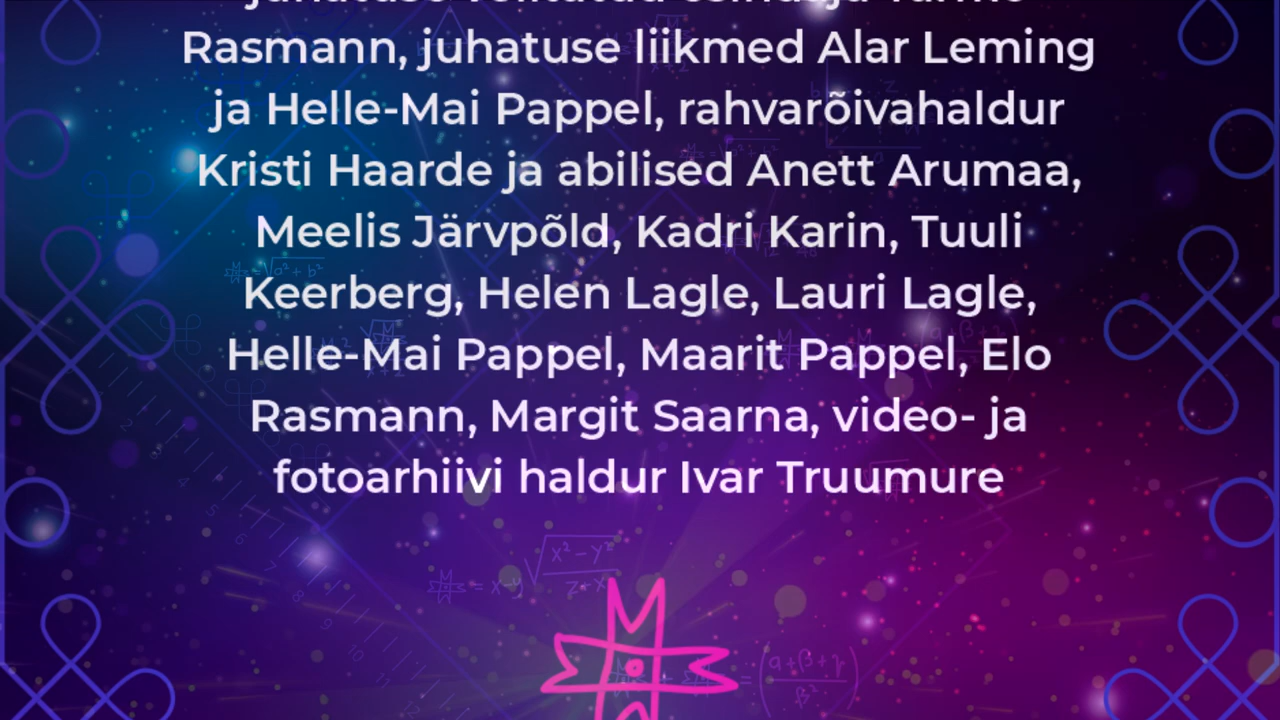 Rasmann, juhatuse liikmed Alar Leming
ja Helle-Mai Pappel, rahvarõivahaldur
Kristi Haarde ja abilised Anett Arumaa,
Meelis Järvpõld, Kadri Karin, Tuuli
Keerberg, Helen Lagle, Lauri Lagle,
Helle-Mai Pappel, Maarit Pappel, Elo
Rasmann, Margit Saarna, video- ja
fotoarhiivi haldur Ivar Truumure